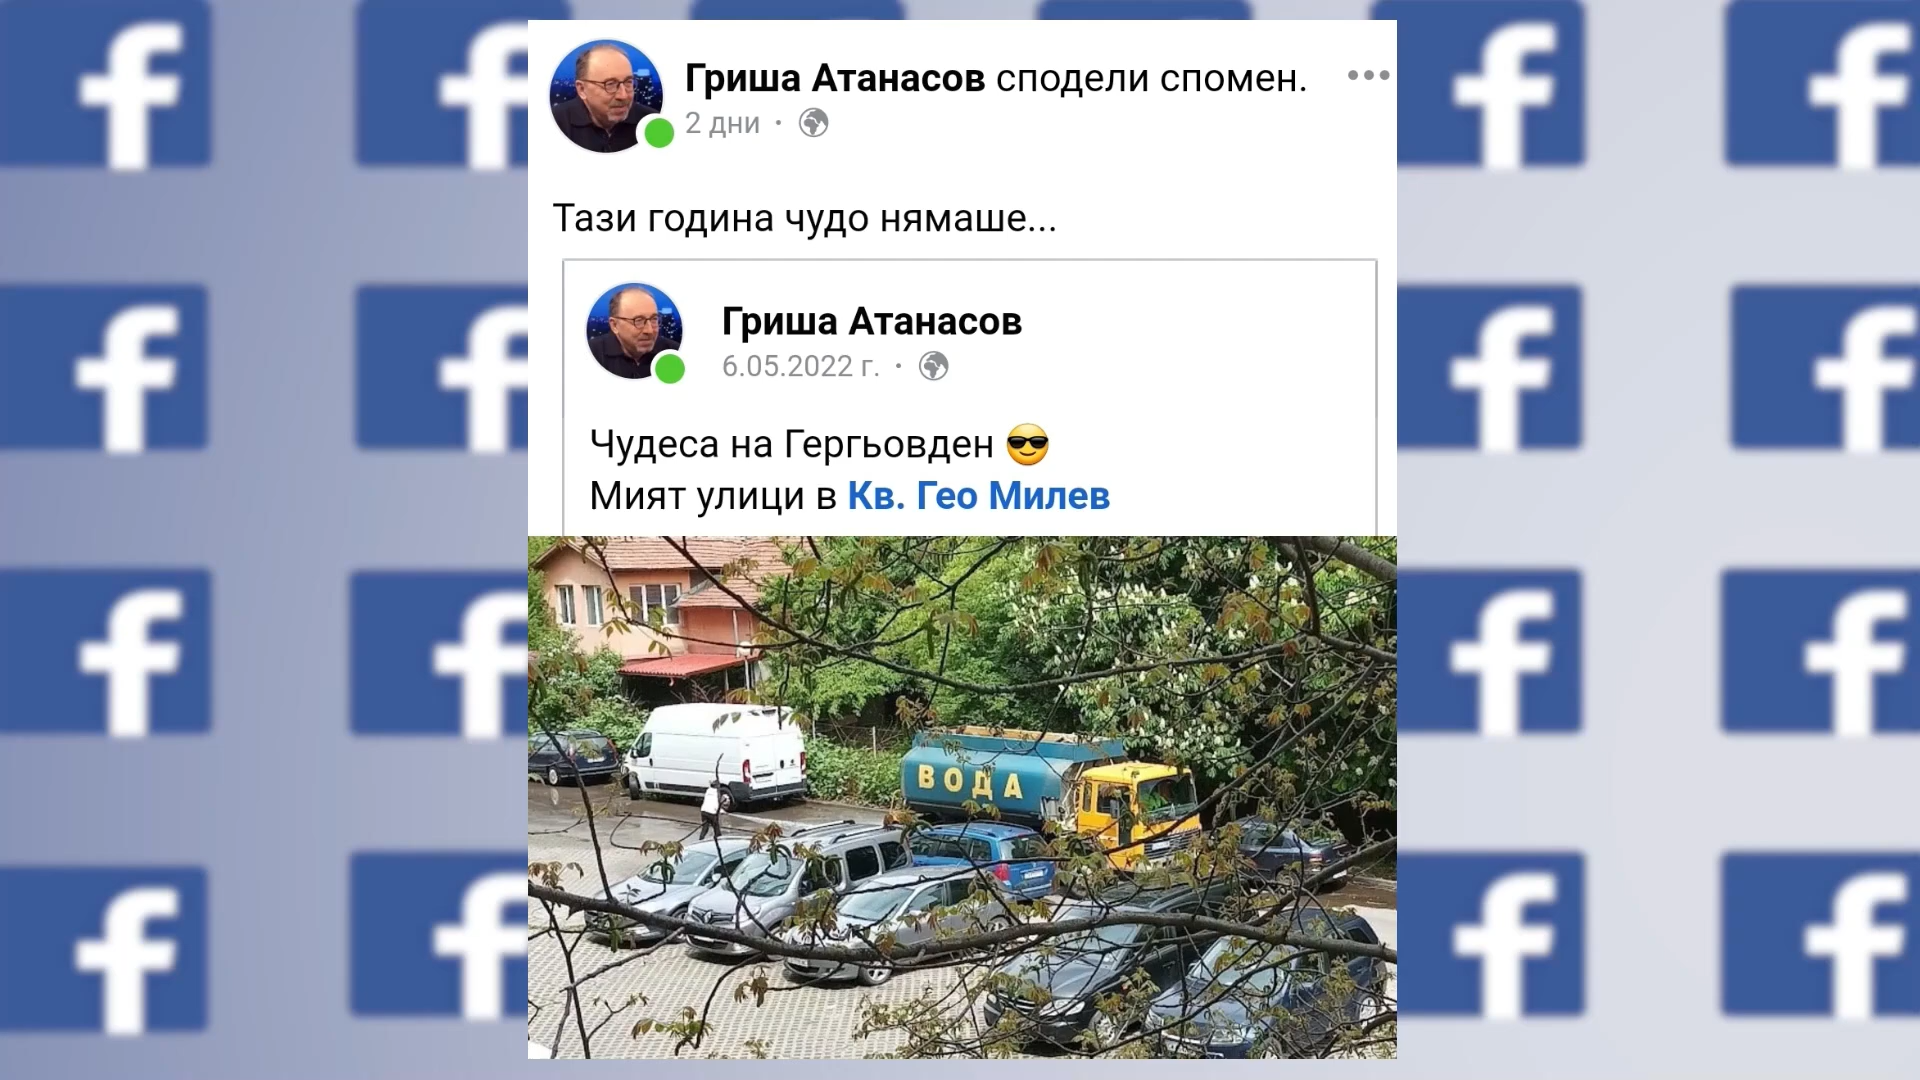 Гриша Атанасов сподели спомен.
2 дни ·
Тази година чудо нямаше...
Гриша Атанасов
6.05.2022 г. ·
Чудеса на Гергьовден 😎
Мият улици в Кв. Гео Милев
ВОДА